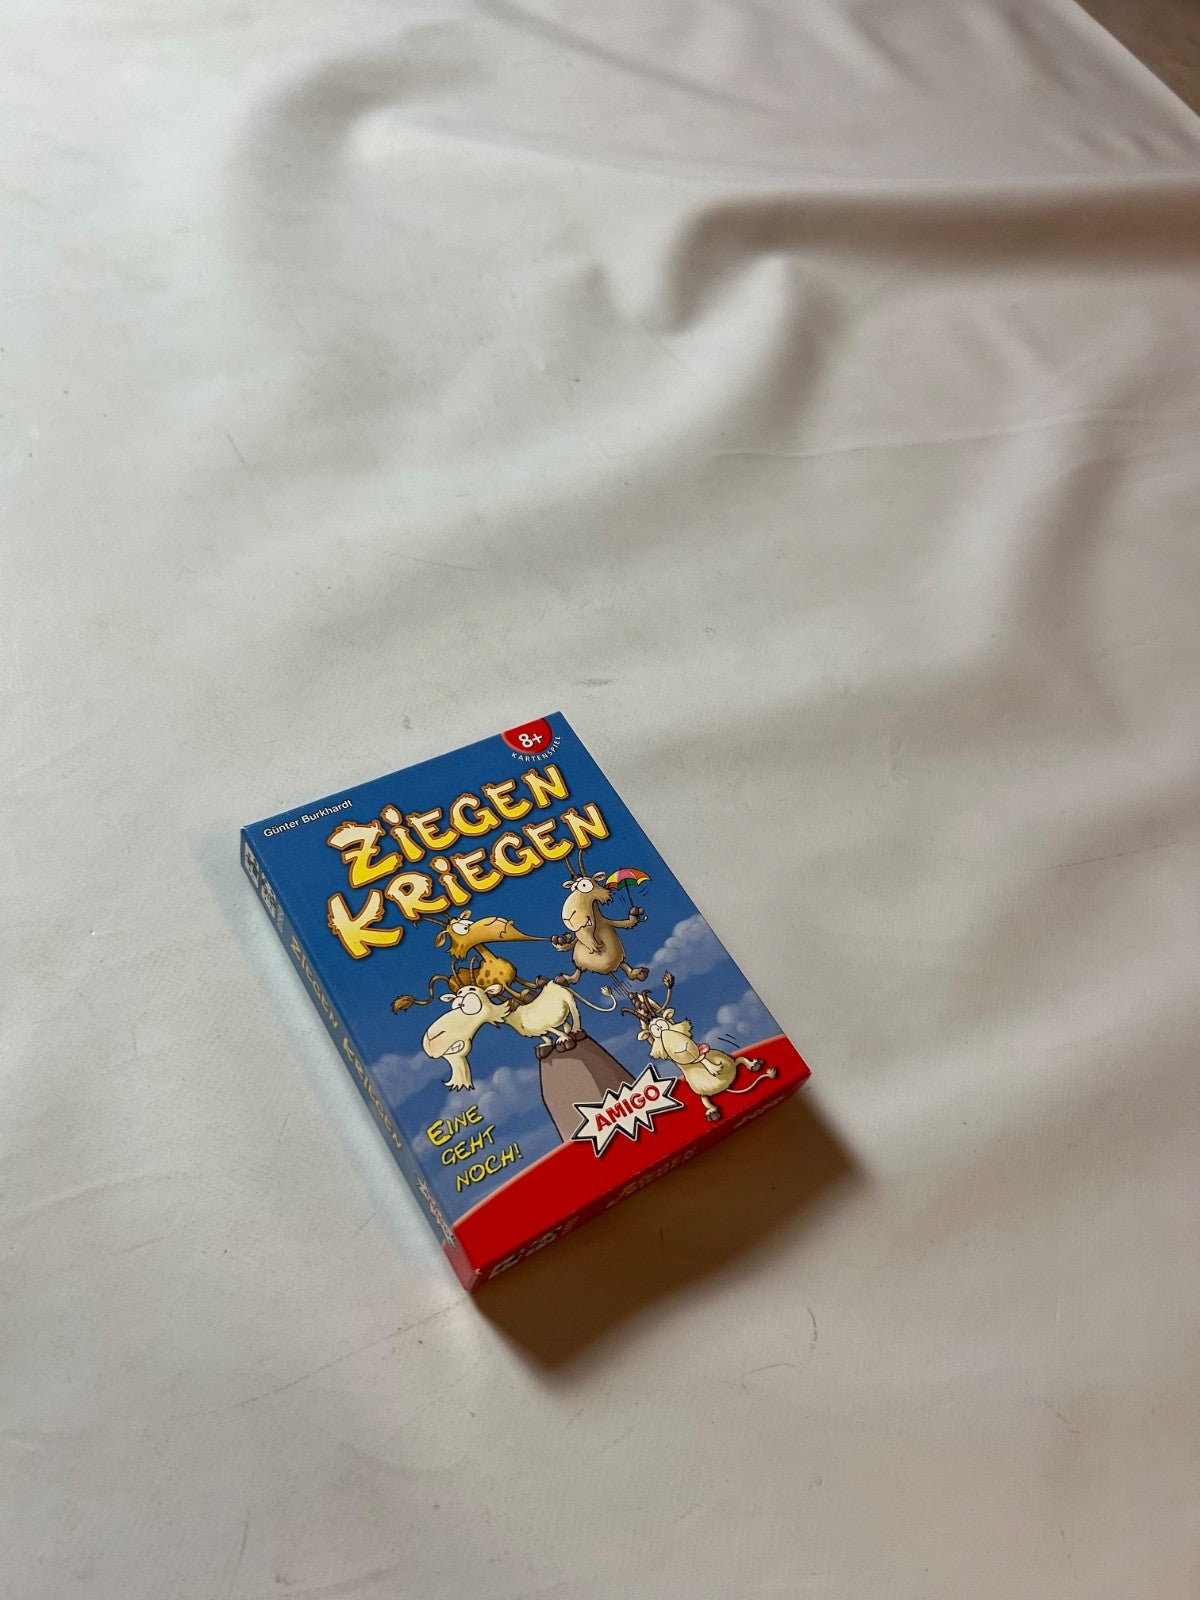 8+
KARTENSPIEL
Günter Burkhardt
ZIEGEN
KRIEGEN
EINE
GEHT
NOCH!
AMIGO
ZIEGEN KRIEGEN